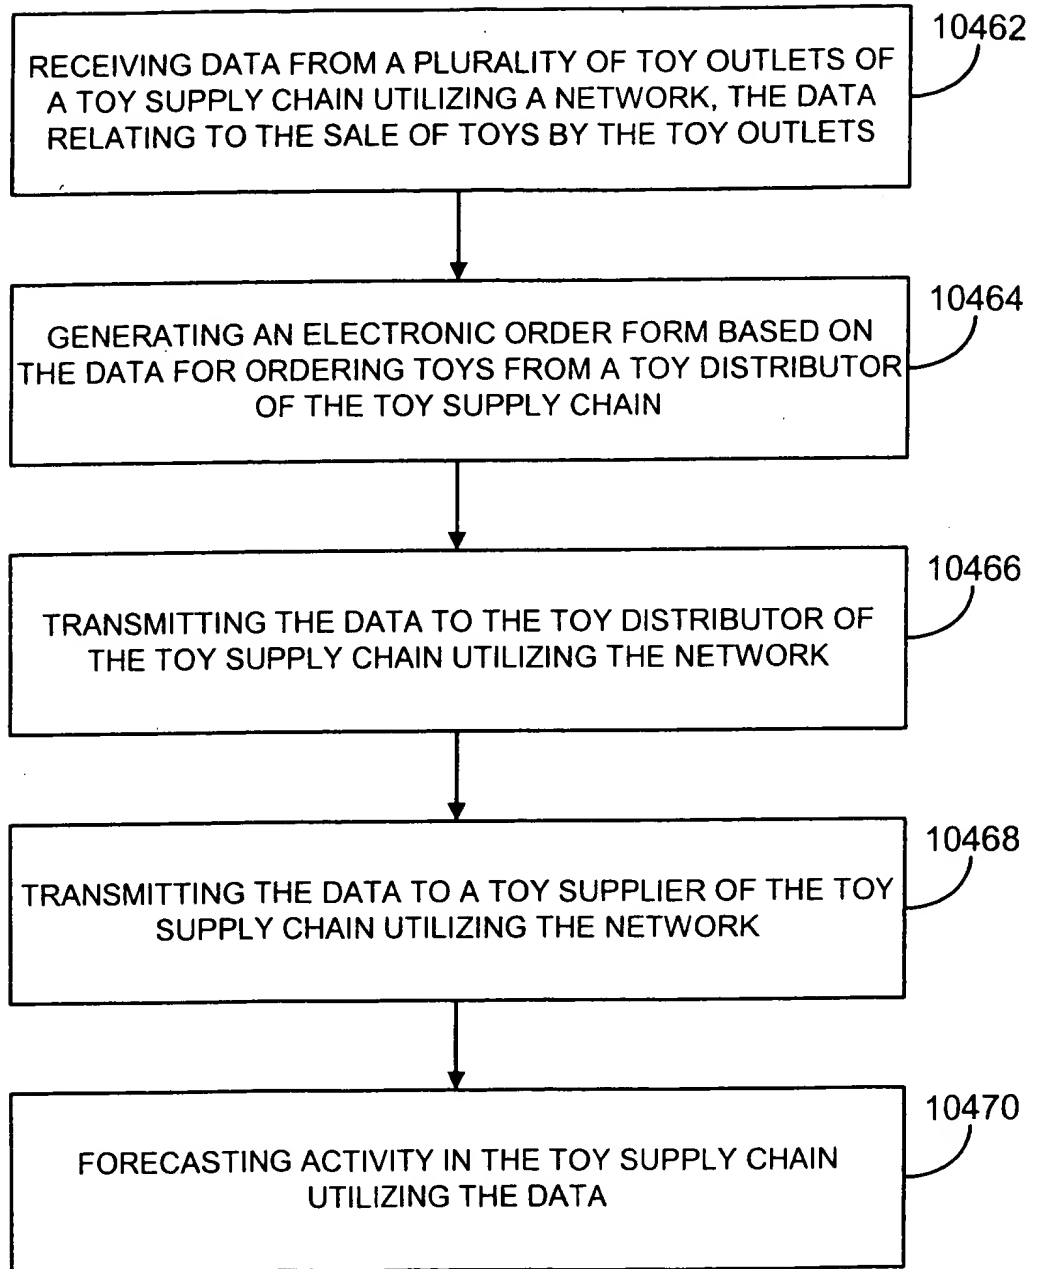 10462
RECEIVING DATA FROM A PLURALITY OF TOY OUTLETS OF
A TOY SUPPLY CHAIN UTILIZING A NETWORK, THE DATA
RELATING TO THE SALE OF TOYS BY THE TOY OUTLETS
10464
GENERATING AN ELECTRONIC ORDER FORM BASED ON
THE DATA FOR ORDERING TOYS FROM A TOY DISTRIBUTOR
OF THE TOY SUPPLY CHAIN
10466
TRANSMITTING THE DATA TO THE TOY DISTRIBUTOR OF
THE TOY SUPPLY CHAIN UTILIZING THE NETWORK
10468
TRANSMITTING THE DATA TO A TOY SUPPLIER OF THE TOY
SUPPLY CHAIN UTILIZING THE NETWORK
10470
FORECASTING ACTIVITY IN THE TOY SUPPLY CHAIN
UTILIZING THE DATA